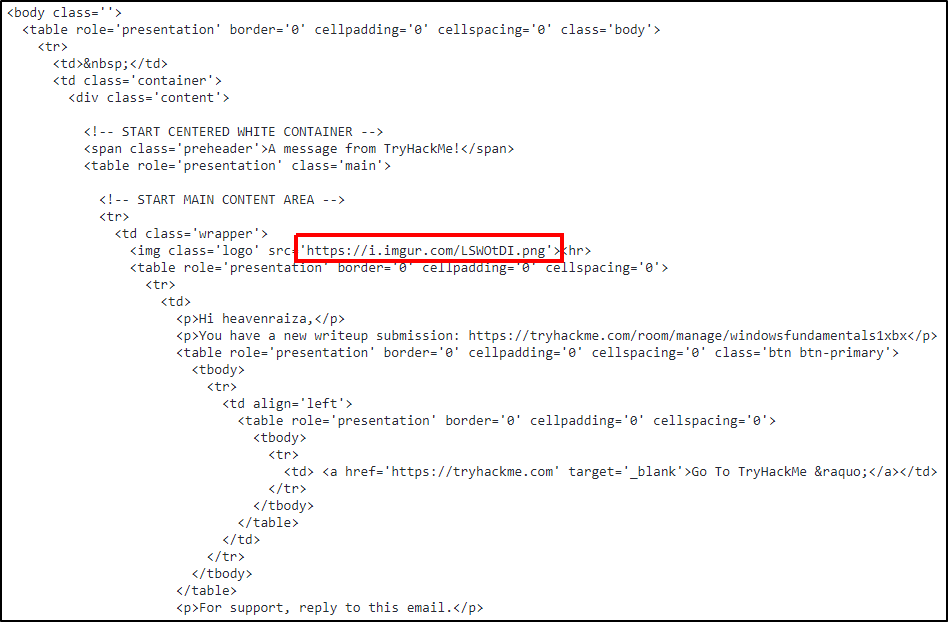 <body class=''>
<table role='presentation' border='0' cellpadding='0' cellspacing='0' class='body'>
<tr>
<td>&nbsp;</td>
<td class='container'>
<div class='content'>
<!-- START CENTERED WHITE CONTAINER -->
<span class='preheader'>A message from TryHackMe!</span>
<table role='presentation' class='main'>
<!-- START MAIN CONTENT AREA -->
<tr>
<td class='wrapper'>
<img class='logo' src='https://i.imgur.com/LSWOtDI.png'><hr>
<table role='presentation' border='0' cellpadding='0' cellspacing='0'>
<tr>
<td>
<p>Hi heavenraiza,</p>
<p>You have a new writeup submission: https://tryhackme.com/room/manage/windowsfundamentals1xbx</p>
<table role='presentation' border='0' cellpadding='0' cellspacing='0' class='btn btn-primary'>
<tbody>
<tr>
<td align='left'>
<table role='presentation' border='0' cellpadding='0' cellspacing='0'>
<tbody>
<tr>
<td> <a href='https://tryhackme.com' target='_blank'>Go To TryHackMe &raquo;</a></td>
</tr>
</tbody>
</table>
</td>
</tr>
</tbody>
</table>
<p>For support, reply to this email.</p>